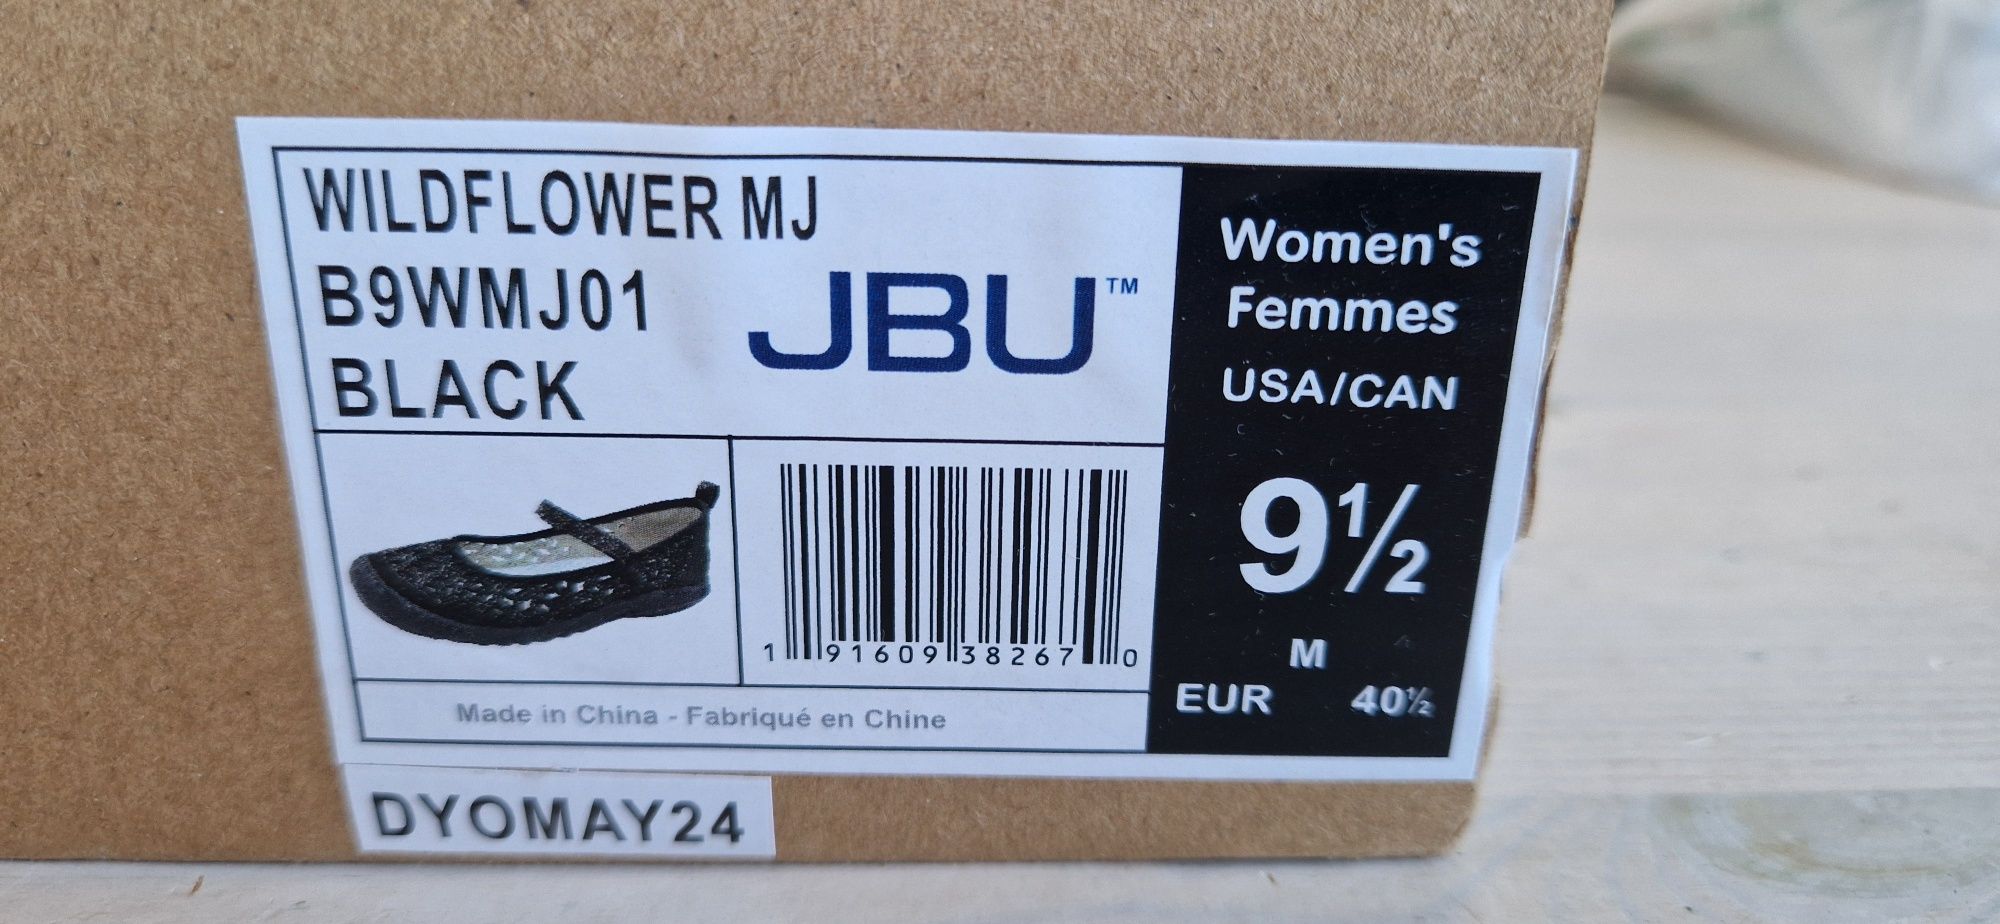 WILDFLOWER MJ
B9WMJ01
BLACK
JBU™
Women's
Femmes
USA/CAN
9½
M
EUR 40½
1 91609 38267 0
Made in China - Fabriqué en Chine
DYOMAY24